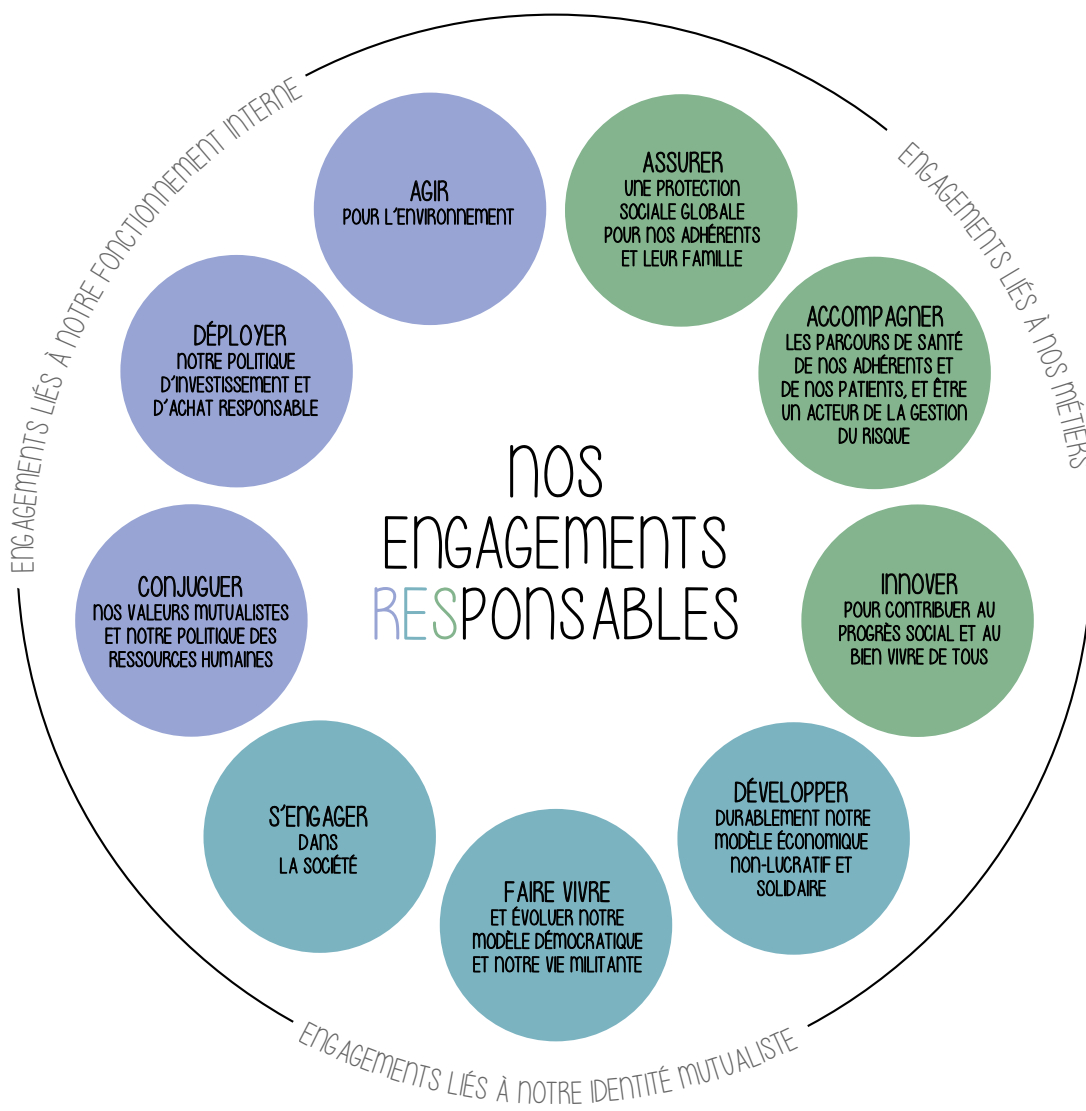 NOS
ENGAGEMENTS
RESPONSABLES
ENGAGEMENTS LIÉS À NOS MÉTIERS
ASSURER
UNE PROTECTION
SOCIALE GLOBALE
POUR NOS ADHÉRENTS
ET LEUR FAMILLE
ACCOMPAGNER
LES PARCOURS DE SANTÉ
DE NOS ADHÉRENTS ET
DE NOS PATIENTS, ET ÊTRE
UN ACTEUR DE LA GESTION
DU RISQUE
INNOVER
POUR CONTRIBUER AU
PROGRÈS SOCIAL ET AU
BIEN VIVRE DE TOUS
ENGAGEMENTS LIÉS À NOTRE IDENTITÉ MUTUALISTE
DÉVELOPPER
DURABLEMENT NOTRE
MODÈLE ÉCONOMIQUE
NON-LUCRATIF ET
SOLIDAIRE
FAIRE VIVRE
ET ÉVOLUER NOTRE
MODÈLE DÉMOCRATIQUE
ET NOTRE VIE MILITANTE
S'ENGAGER
DANS
LA SOCIÉTÉ
ENGAGEMENTS LIÉS À NOTRE FONCTIONNEMENT INTERNE
CONJUGUER
NOS VALEURS MUTUALISTES
ET NOTRE POLITIQUE DES
RESSOURCES HUMAINES
DÉPLOYER
NOTRE POLITIQUE
D'INVESTISSEMENT ET
D'ACHAT RESPONSABLE
AGIR
POUR L'ENVIRONNEMENT